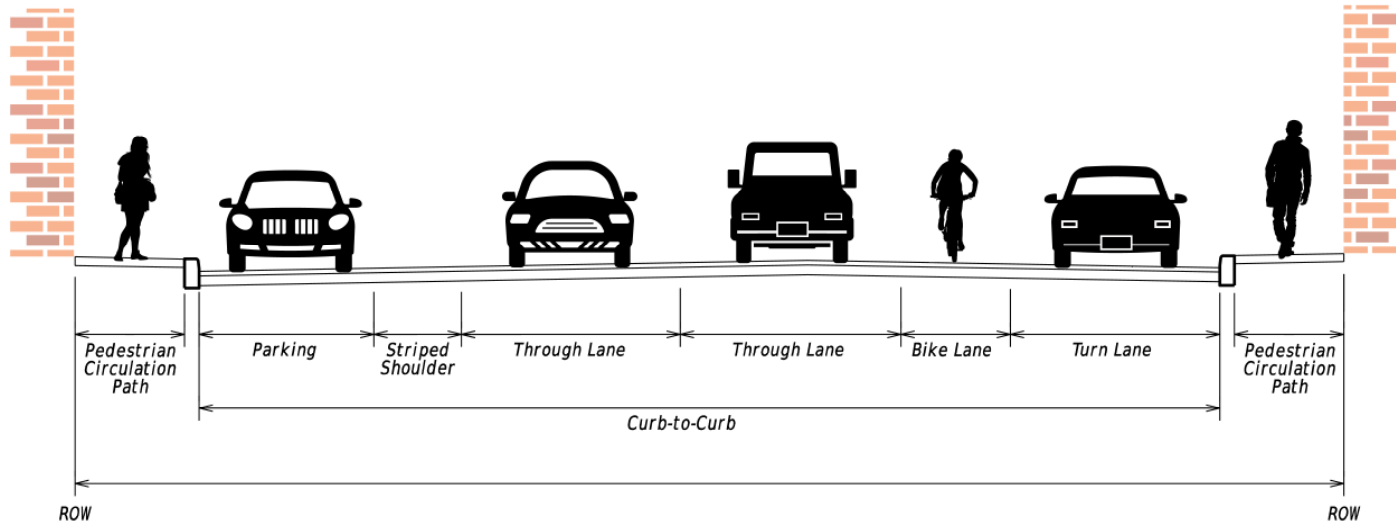 Pedestrian
Circulation
Path
Parking
Striped
Shoulder
Through Lane
Through Lane
Bike Lane
Turn Lane
Pedestrian
Circulation
Path
Curb-to-Curb
ROW
ROW